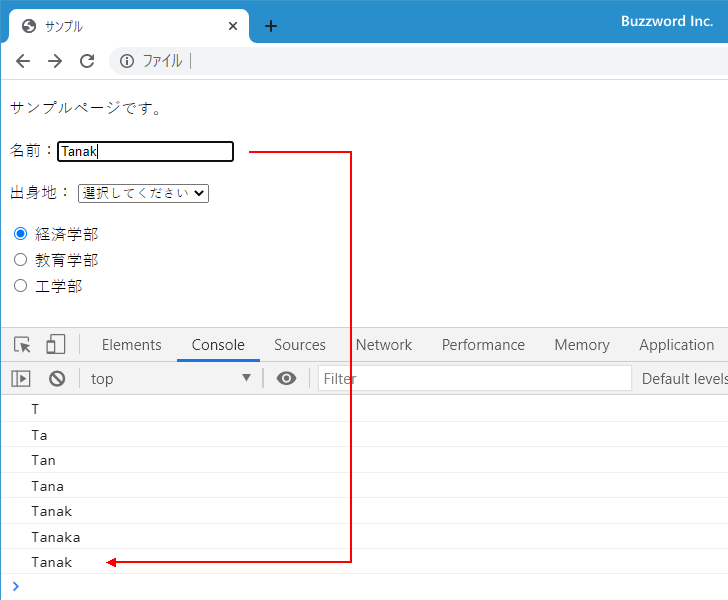 サンプル
Buzzword Inc.
ファイル
サンプルページです。
名前：Tanak
出身地： 選択してください
経済学部
教育学部
工学部
Elements Console Sources Network Performance Memory Application
top Filter Default levels
T
Ta
Tan
Tana
Tanak
Tanaka
Tanak